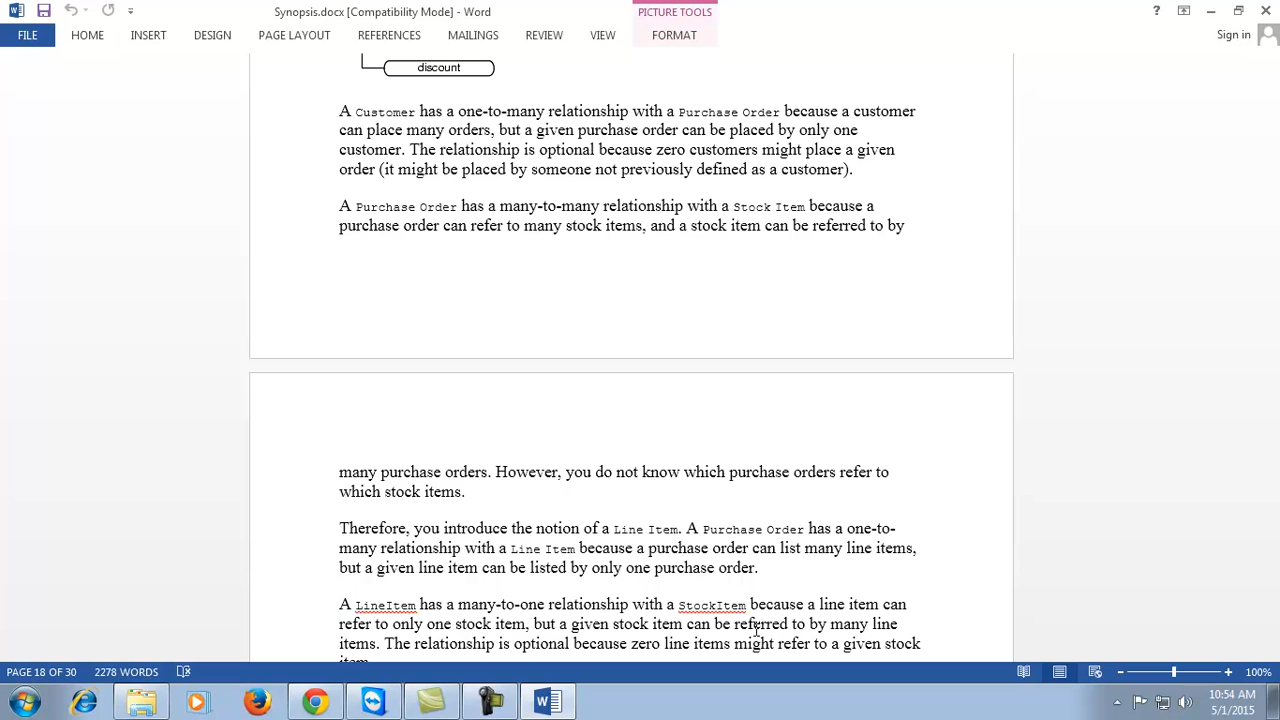 Synopsis.docx [Compatibility Mode] - Word
PICTURE TOOLS
?
FILE
HOME
INSERT
DESIGN
PAGE LAYOUT
REFERENCES
MAILINGS
REVIEW
VIEW
FORMAT
Sign in
discount
A Customer has a one-to-many relationship with a Purchase Order because a customer
can place many orders, but a given purchase order can be placed by only one
customer. The relationship is optional because zero customers might place a given
order (it might be placed by someone not previously defined as a customer).
A Purchase Order has a many-to-many relationship with a Stock Item because a
purchase order can refer to many stock items, and a stock item can be referred to by
many purchase orders. However, you do not know which purchase orders refer to
which stock items.
Therefore, you introduce the notion of a Line Item. A Purchase Order has a one-to-
many relationship with a Line Item because a purchase order can list many line items,
but a given line item can be listed by only one purchase order.
A LineItem has a many-to-one relationship with a StockItem because a line item can
refer to only one stock item, but a given stock item can be referred to by many line
items. The relationship is optional because zero line items might refer to a given stock
item.
PAGE 18 OF 30
2278 WORDS
100%
10:54 AM
5/1/2015